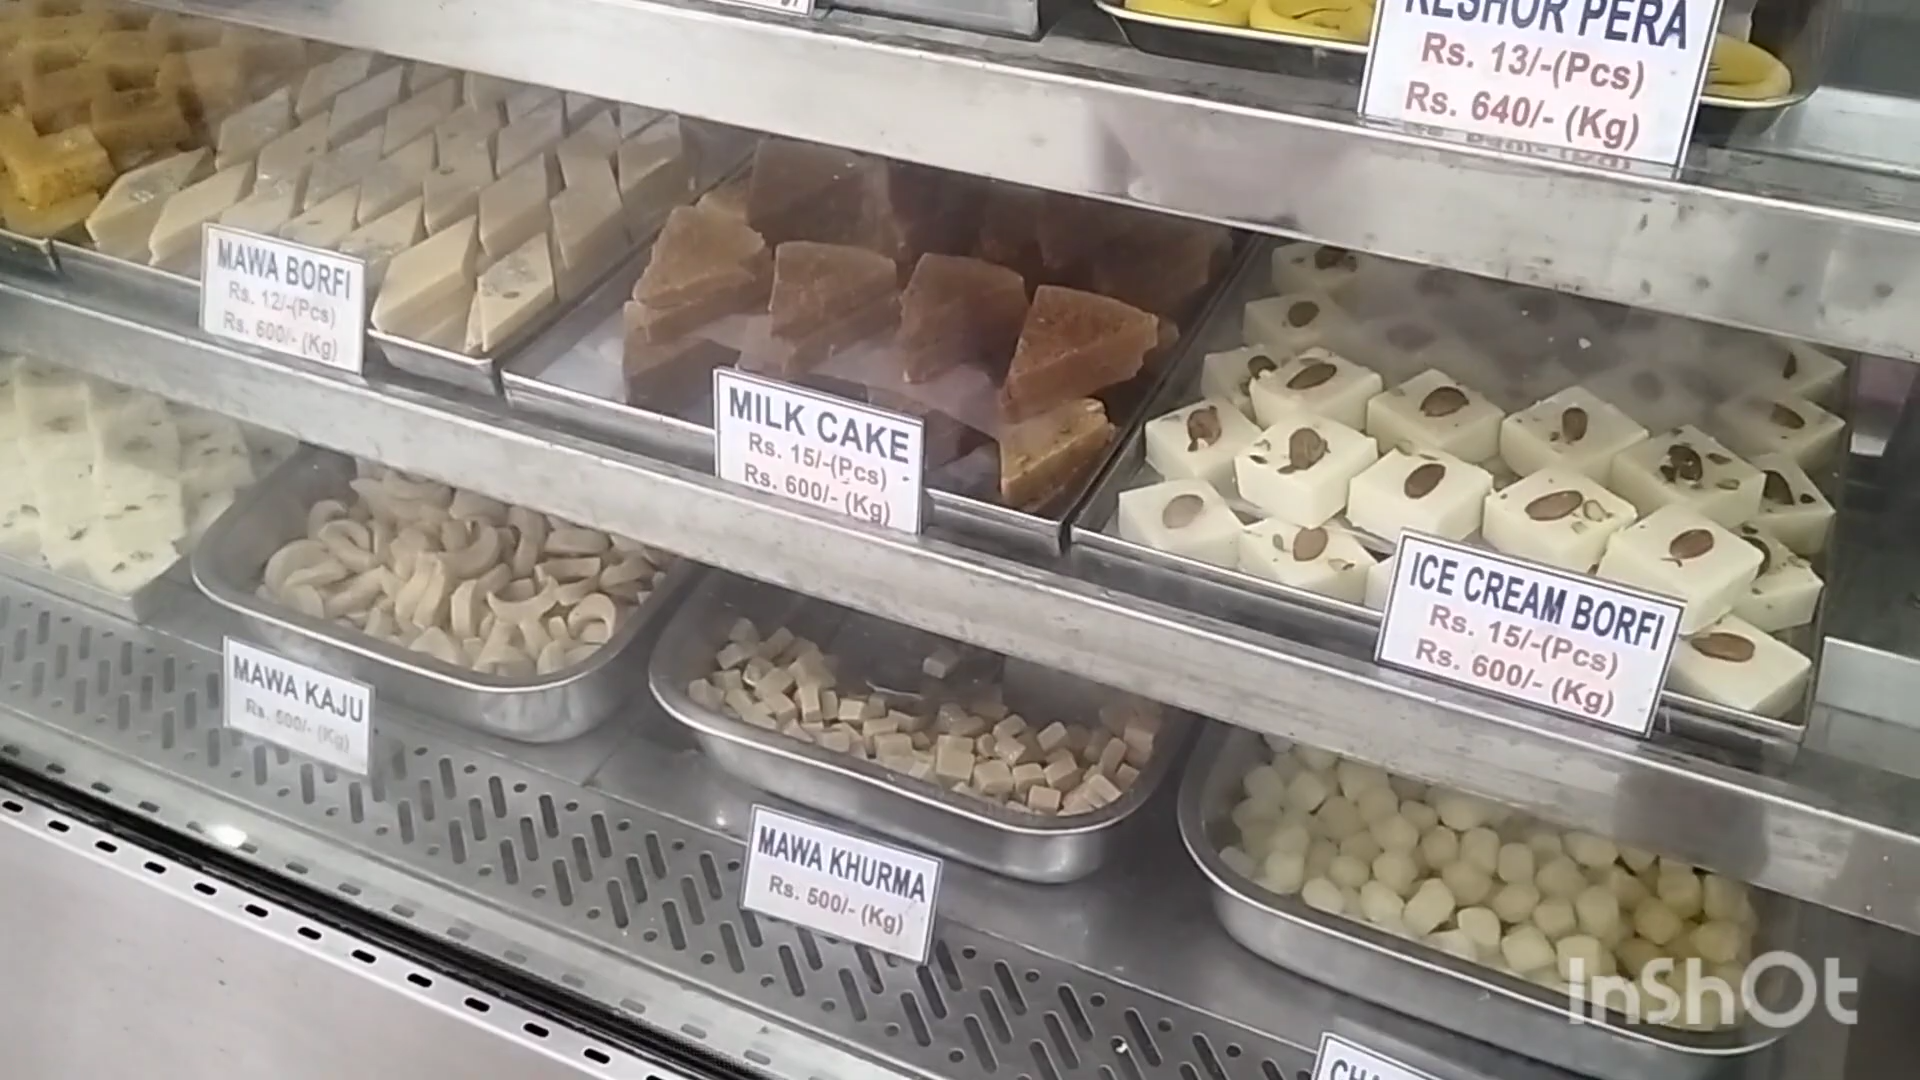 PERA
Rs. 13/-(Pcs)
Rs. 640/- (Kg)
MAWA BORFI
Rs. 12/-(Pcs)
Rs. 600/- (Kg)
MILK CAKE
Rs. 15/-(Pcs)
Rs. 600/- (Kg)
ICE CREAM BORFI
Rs. 15/-(Pcs)
Rs. 600/- (Kg)
MAWA KAJU
Rs. 500/- (Kg)
MAWA KHURMA
Rs. 500/- (Kg)
InShOt